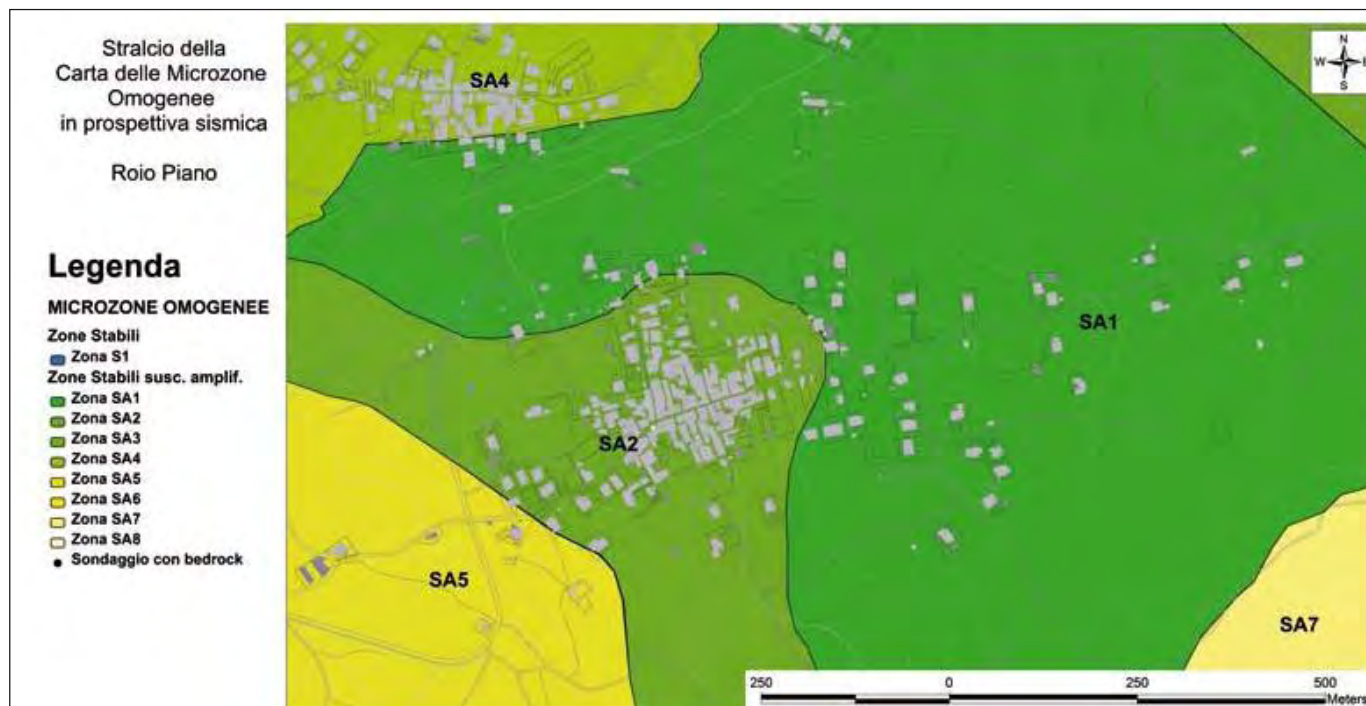 Stralcio della
Carta delle Microzone
Omogenee
in prospettiva sismica
Roio Piano
Legenda
MICROZONE OMOGENEE
Zone Stabili
Zona S1
Zone Stabili susc. amplif.
Zona SA1
Zona SA2
Zona SA3
Zona SA4
Zona SA5
Zona SA6
Zona SA7
Zona SA8
Sondaggio con bedrock
SA4
N
W E
S
SA1
SA2
SA5
SA7
250 0 250 500
Meters